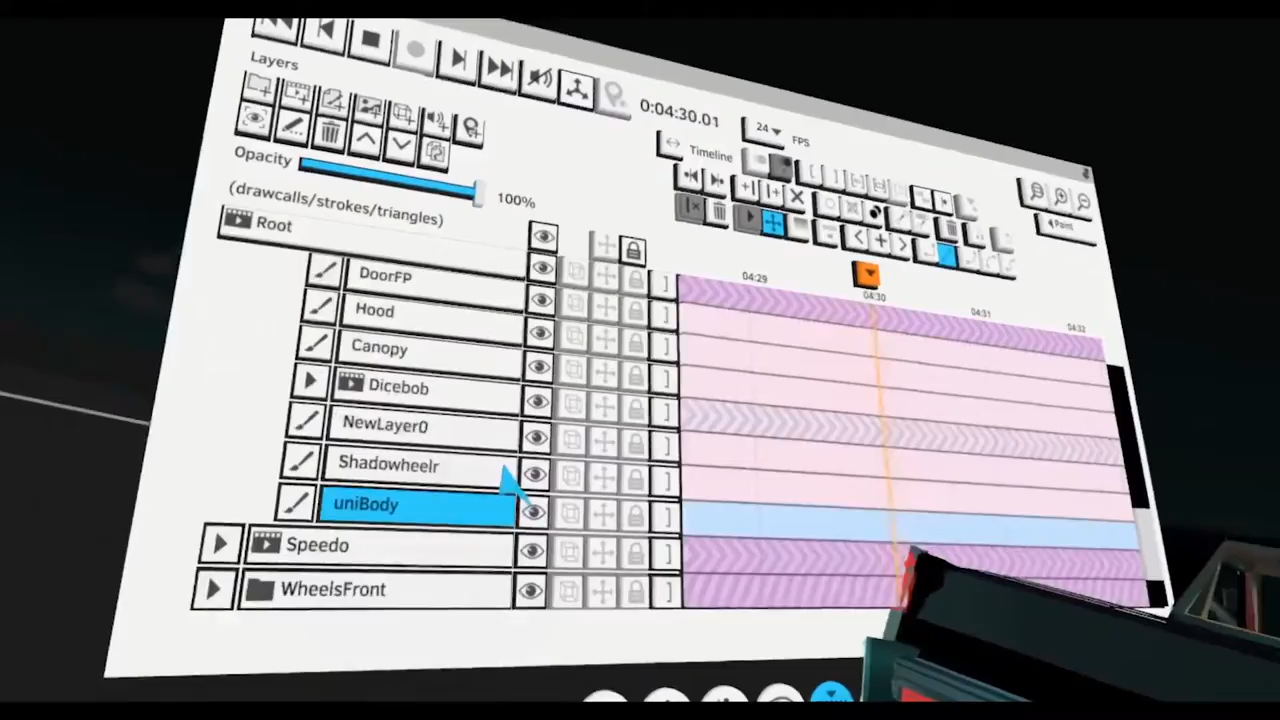 Layers
0:04:30.01
24 FPS
Timeline
Opacity 100%
(drawcalls/strokes/triangles)
Paint
Root
04:29 04:30 04:31 04:32
DoorFP
Hood
Canopy
Dicebob
NewLayer0
Shadowheelr
uniBody
Speedo
WheelsFront